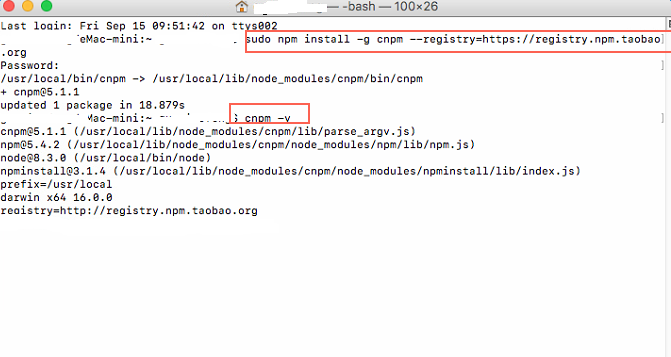 — -bash — 100×26
Last login: Fri Sep 15 09:51:42 on ttys002
eMac-mini:~ sudo npm install -g cnpm --registry=https://registry.npm.taobao
.org
Password:
/usr/local/bin/cnpm -> /usr/local/lib/node_modules/cnpm/bin/cnpm
+ cnpm@5.1.1
updated 1 package in 18.879s
eMac-mini:~ $ cnpm -v
cnpm@5.1.1 (/usr/local/lib/node_modules/cnpm/lib/parse_argv.js)
npm@5.4.2 (/usr/local/lib/node_modules/cnpm/node_modules/npm/lib/npm.js)
node@8.3.0 (/usr/local/bin/node)
npminstall@3.1.4 (/usr/local/lib/node_modules/cnpm/node_modules/npminstall/lib/index.js)
prefix=/usr/local
darwin x64 16.0.0
registry=http://registry.npm.taobao.org